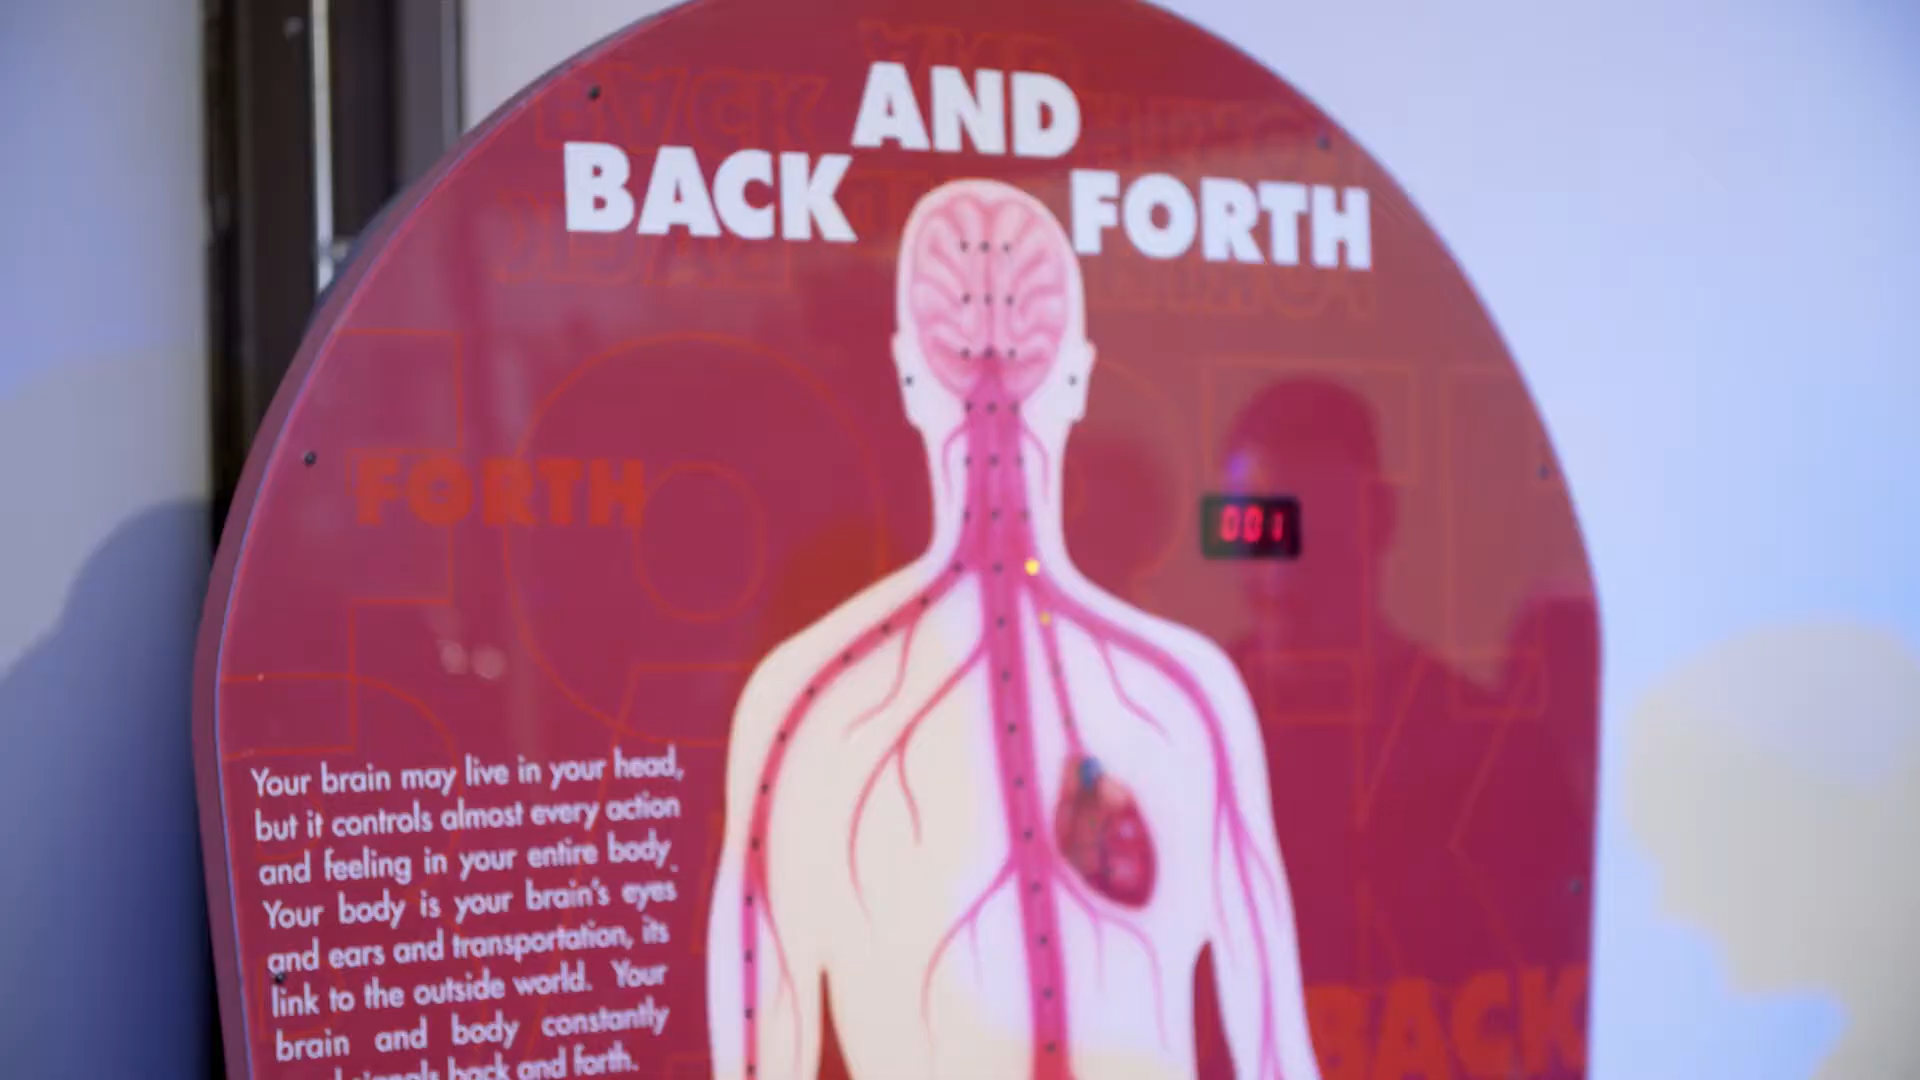 BACK AND FORTH
FORTH
001
Your brain may live in your head,
but it controls almost every action
and feeling in your entire body.
Your body is your brain's eyes
and ears and transportation, its
link to the outside world. Your
brain and body constantly
signals back and forth.
BACK